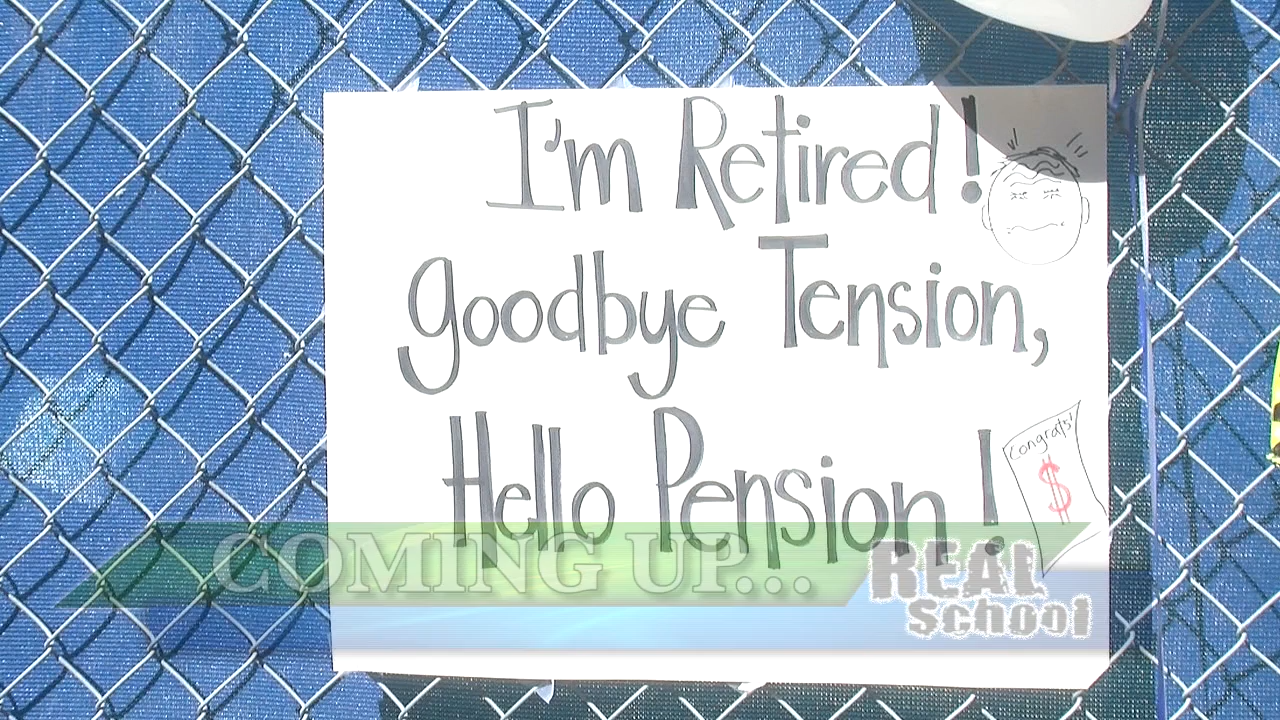 I'm Retired!
goodbye Tension,
Hello Pension!
Congrats!
$
COMING UP...
REAL
School